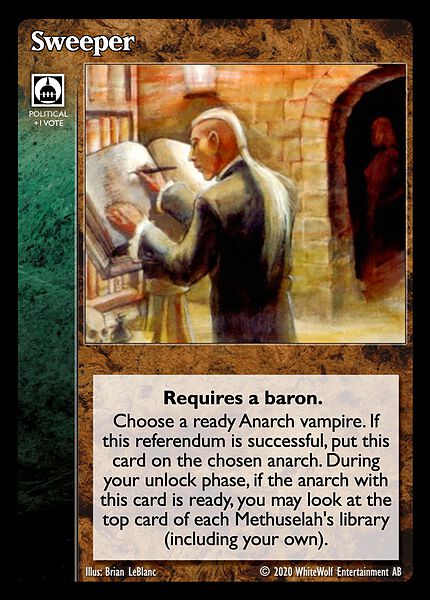 Sweeper
POLITICAL
+1 VOTE
Requires a baron.
Choose a ready Anarch vampire. If
this referendum is successful, put this
card on the chosen anarch. During
your unlock phase, if the anarch with
this card is ready, you may look at the
top card of each Methuselah's library
(including your own).
Illus: Brian LeBlanc
© 2020 WhiteWolf Entertainment AB